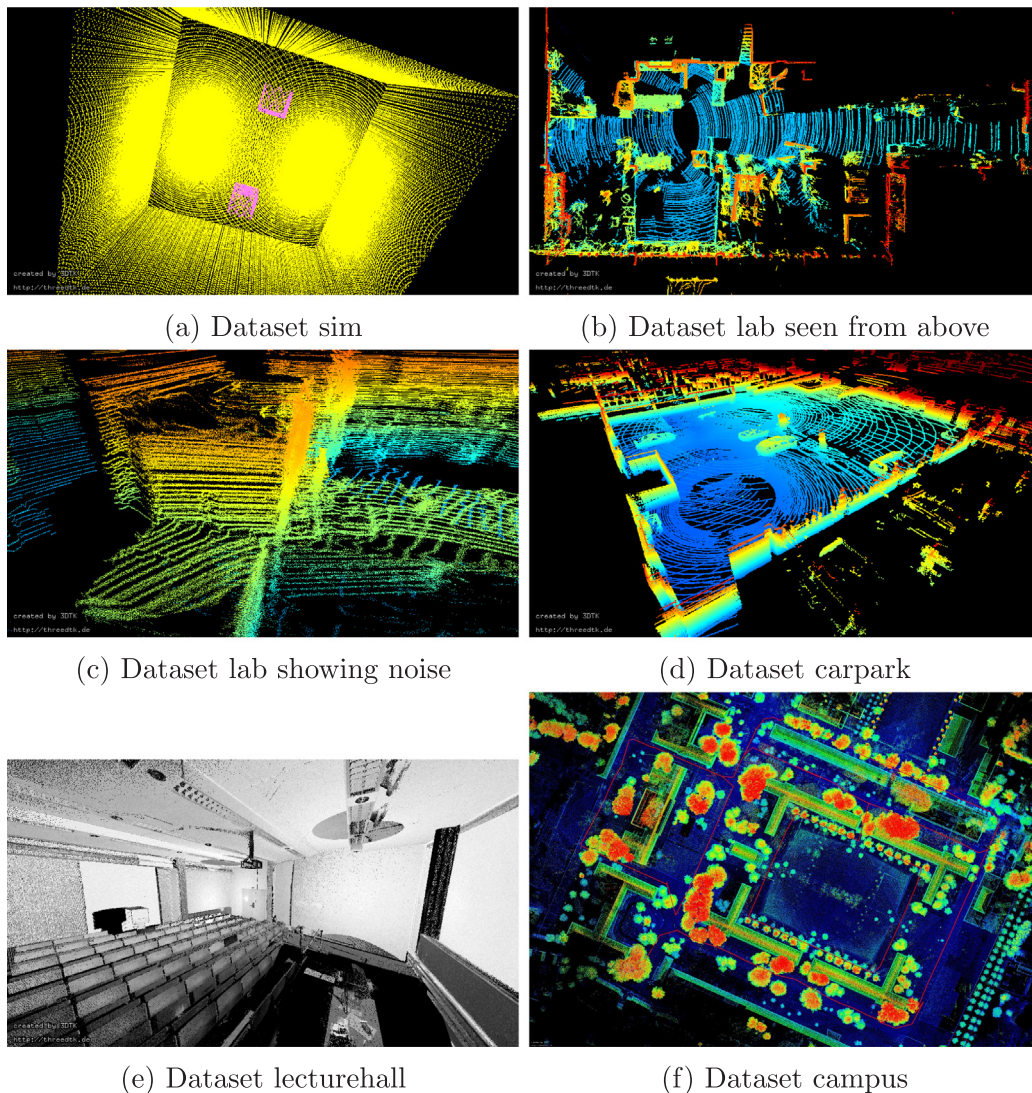 created by 3DTK
http://threedtk.de
created by 3DTK
http://threedtk.de
(a) Dataset sim
(b) Dataset lab seen from above
created by 3DTK
http://threedtk.de
created by 3DTK
http://threedtk.de
(c) Dataset lab showing noise
(d) Dataset carpark
created by 3DTK
http://threedtk.de
(e) Dataset lecturehall
(f) Dataset campus